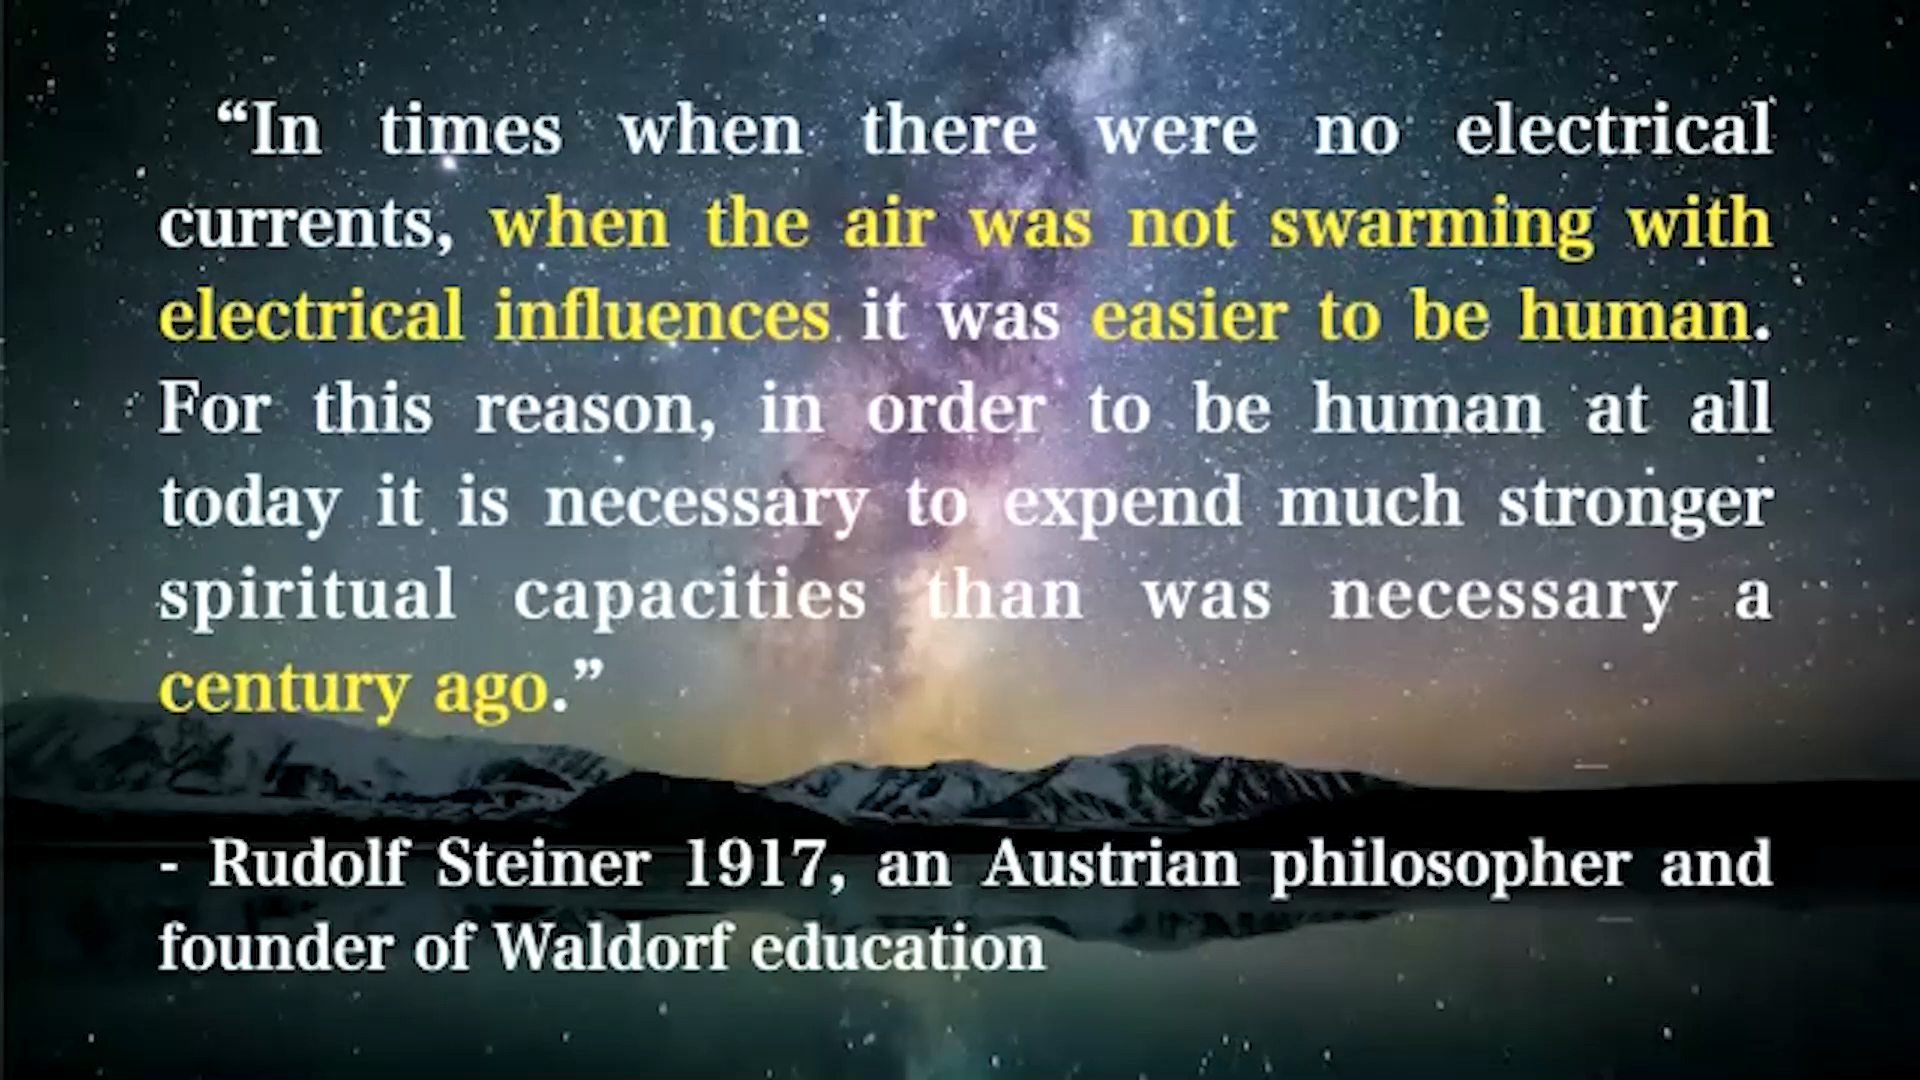 “In times when there were no electrical
currents, when the air was not swarming with
electrical influences it was easier to be human.
For this reason, in order to be human at all
today it is necessary to expend much stronger
spiritual capacities than was necessary a
century ago.”
- Rudolf Steiner 1917, an Austrian philosopher and
founder of Waldorf education